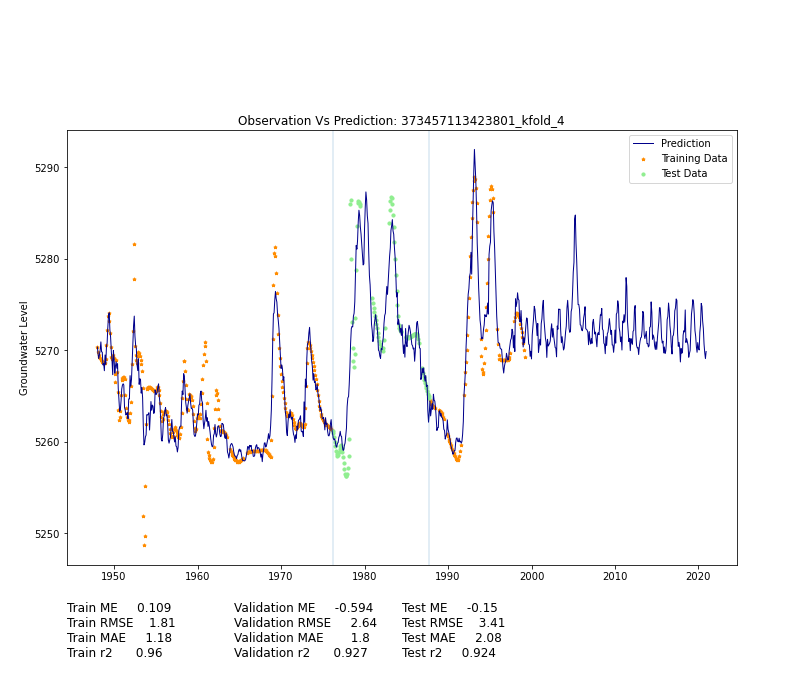 Observation Vs Prediction: 373457113423801_kfold_4
Prediction
Training Data
Test Data
Groundwater Level
5290
5280
5270
5260
5250
1950 1960 1970 1980 1990 2000 2010 2020
Train ME 0.109 Validation ME -0.594 Test ME -0.15
Train RMSE 1.81 Validation RMSE 2.64 Test RMSE 3.41
Train MAE 1.18 Validation MAE 1.8 Test MAE 2.08
Train r2 0.96 Validation r2 0.927 Test r2 0.924